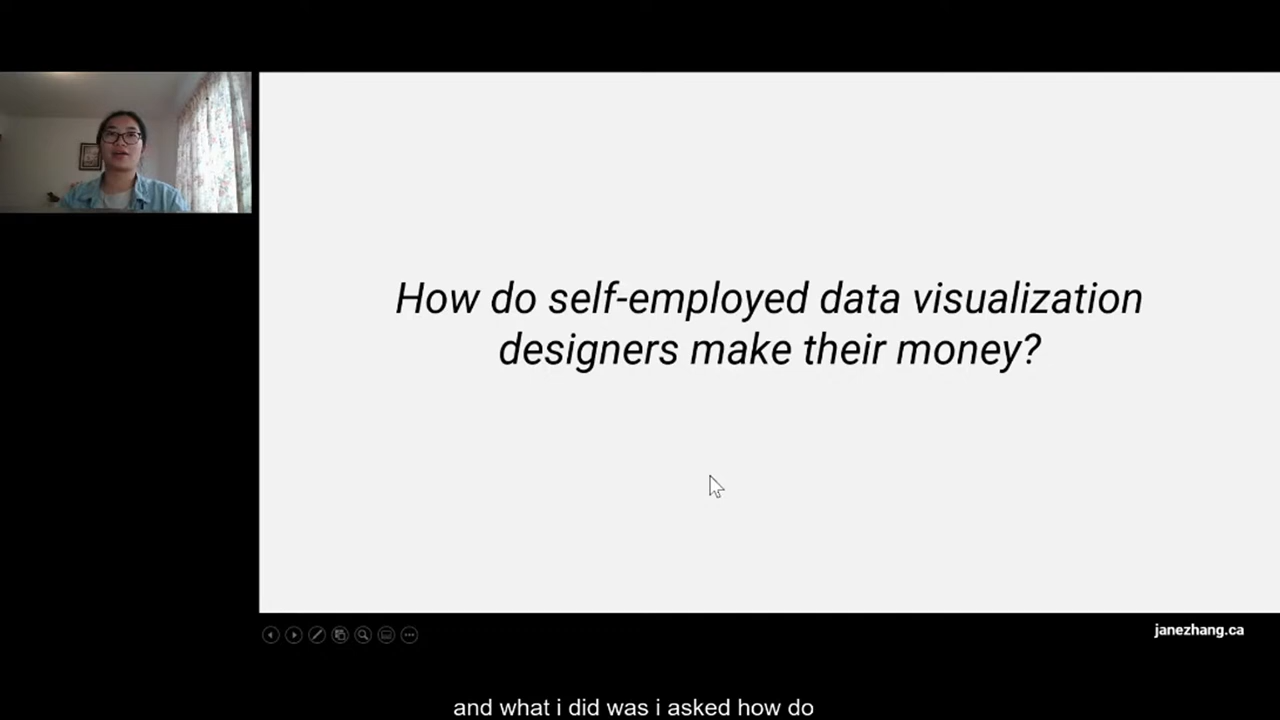 How do self-employed data visualization
designers make their money?
janezhang.ca
and what i did was i asked how do